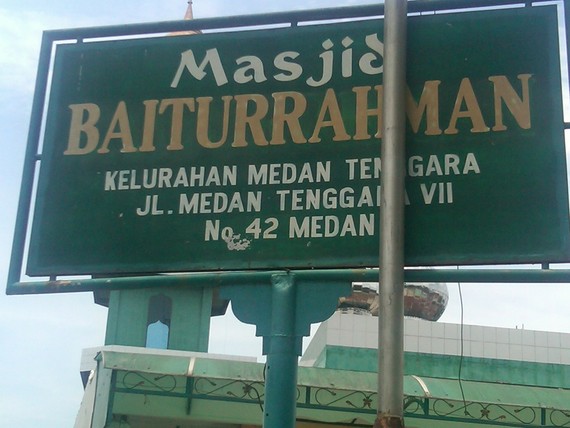 Masjid
BAITURRAHMAN
KELURAHAN MEDAN TENGGARA
JL. MEDAN TENGGARA VII
No. 42 MEDAN